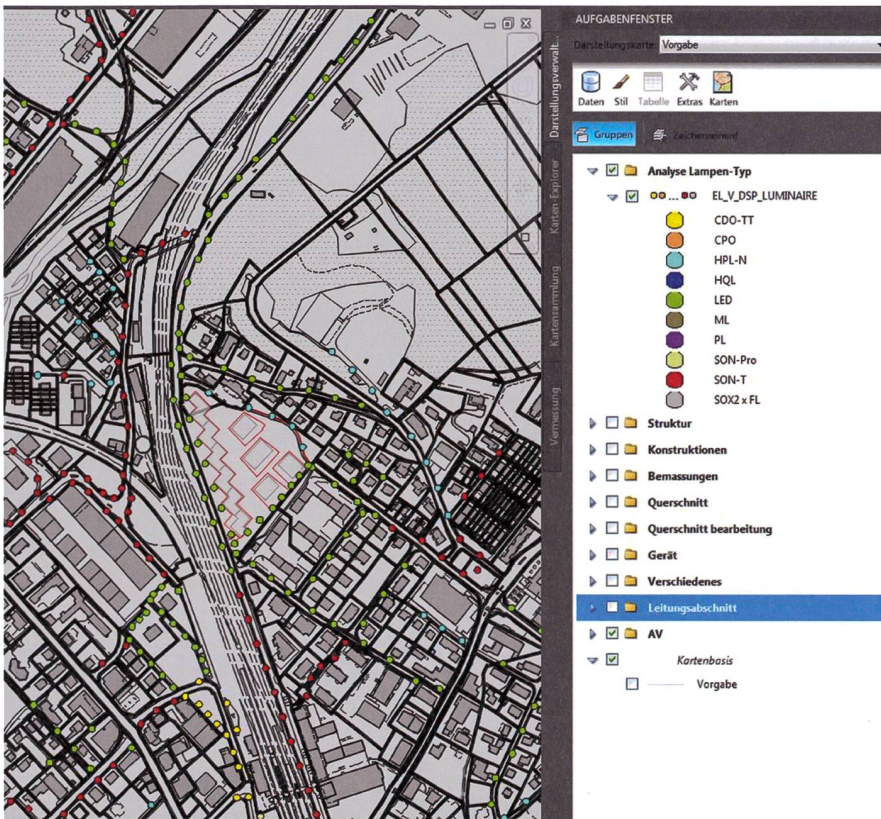 AUFGABENFENSTER
Darstellungskarte: Vorgabe
Daten Stil Tabelle Extras Karten
Gruppen Zeichenreihenf
Darstellungsverwalt...
Karten-Explorer
Kartensammlung
Vermessung
Analyse Lampen-Typ
EL_V_DSP_LUMINAIRE
CDO-TT
CPO
HPL-N
HQL
LED
ML
PL
SON-Pro
SON-T
SOX2 x FL
Struktur
Konstruktionen
Bemassungen
Querschnitt
Querschnitt bearbeitung
Gerät
Verschiedenes
Leitungsabschnitt
AV
Kartenbasis
Vorgabe